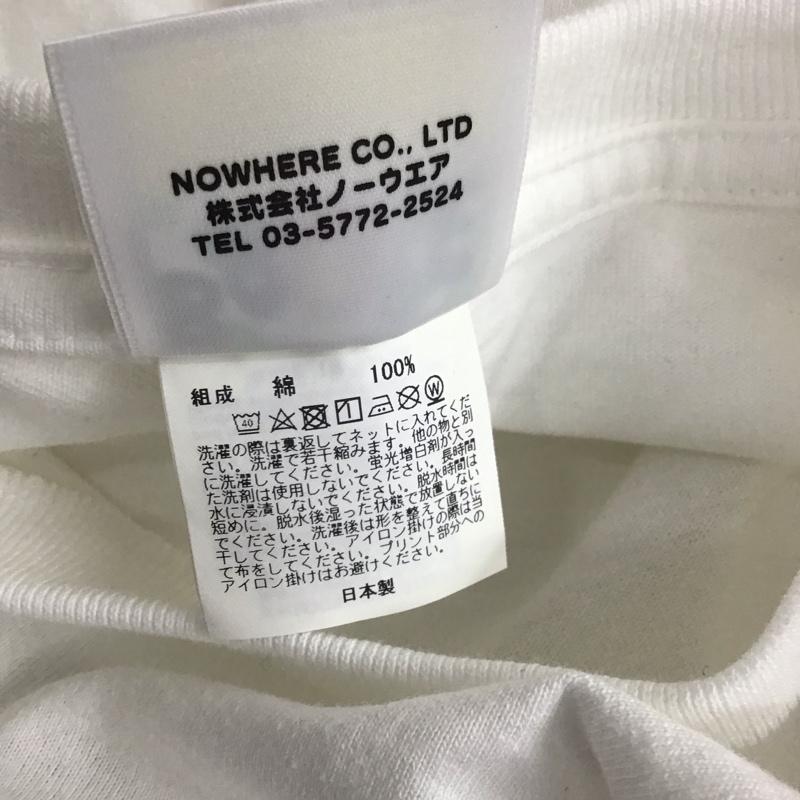 NOWHERE CO., LTD
株式会社ノーウエア
TEL 03-5772-2524
組成 綿 100%
40 W
洗濯の際は裏返してネットに入れてくだ
さい。洗濯で若干縮みます。他の物と別
に洗濯してください。蛍光増白剤が入っ
た洗剤は使用しないでください。長時間
水に浸漬しないでください。脱水時間は
短めに。脱水後湿った状態で放置しない
でください。洗濯後は形を整えて直ちに
干してください。アイロン掛けの際は当
て布をしてください。プリント部分への
アイロン掛けはお避けください。
日本製